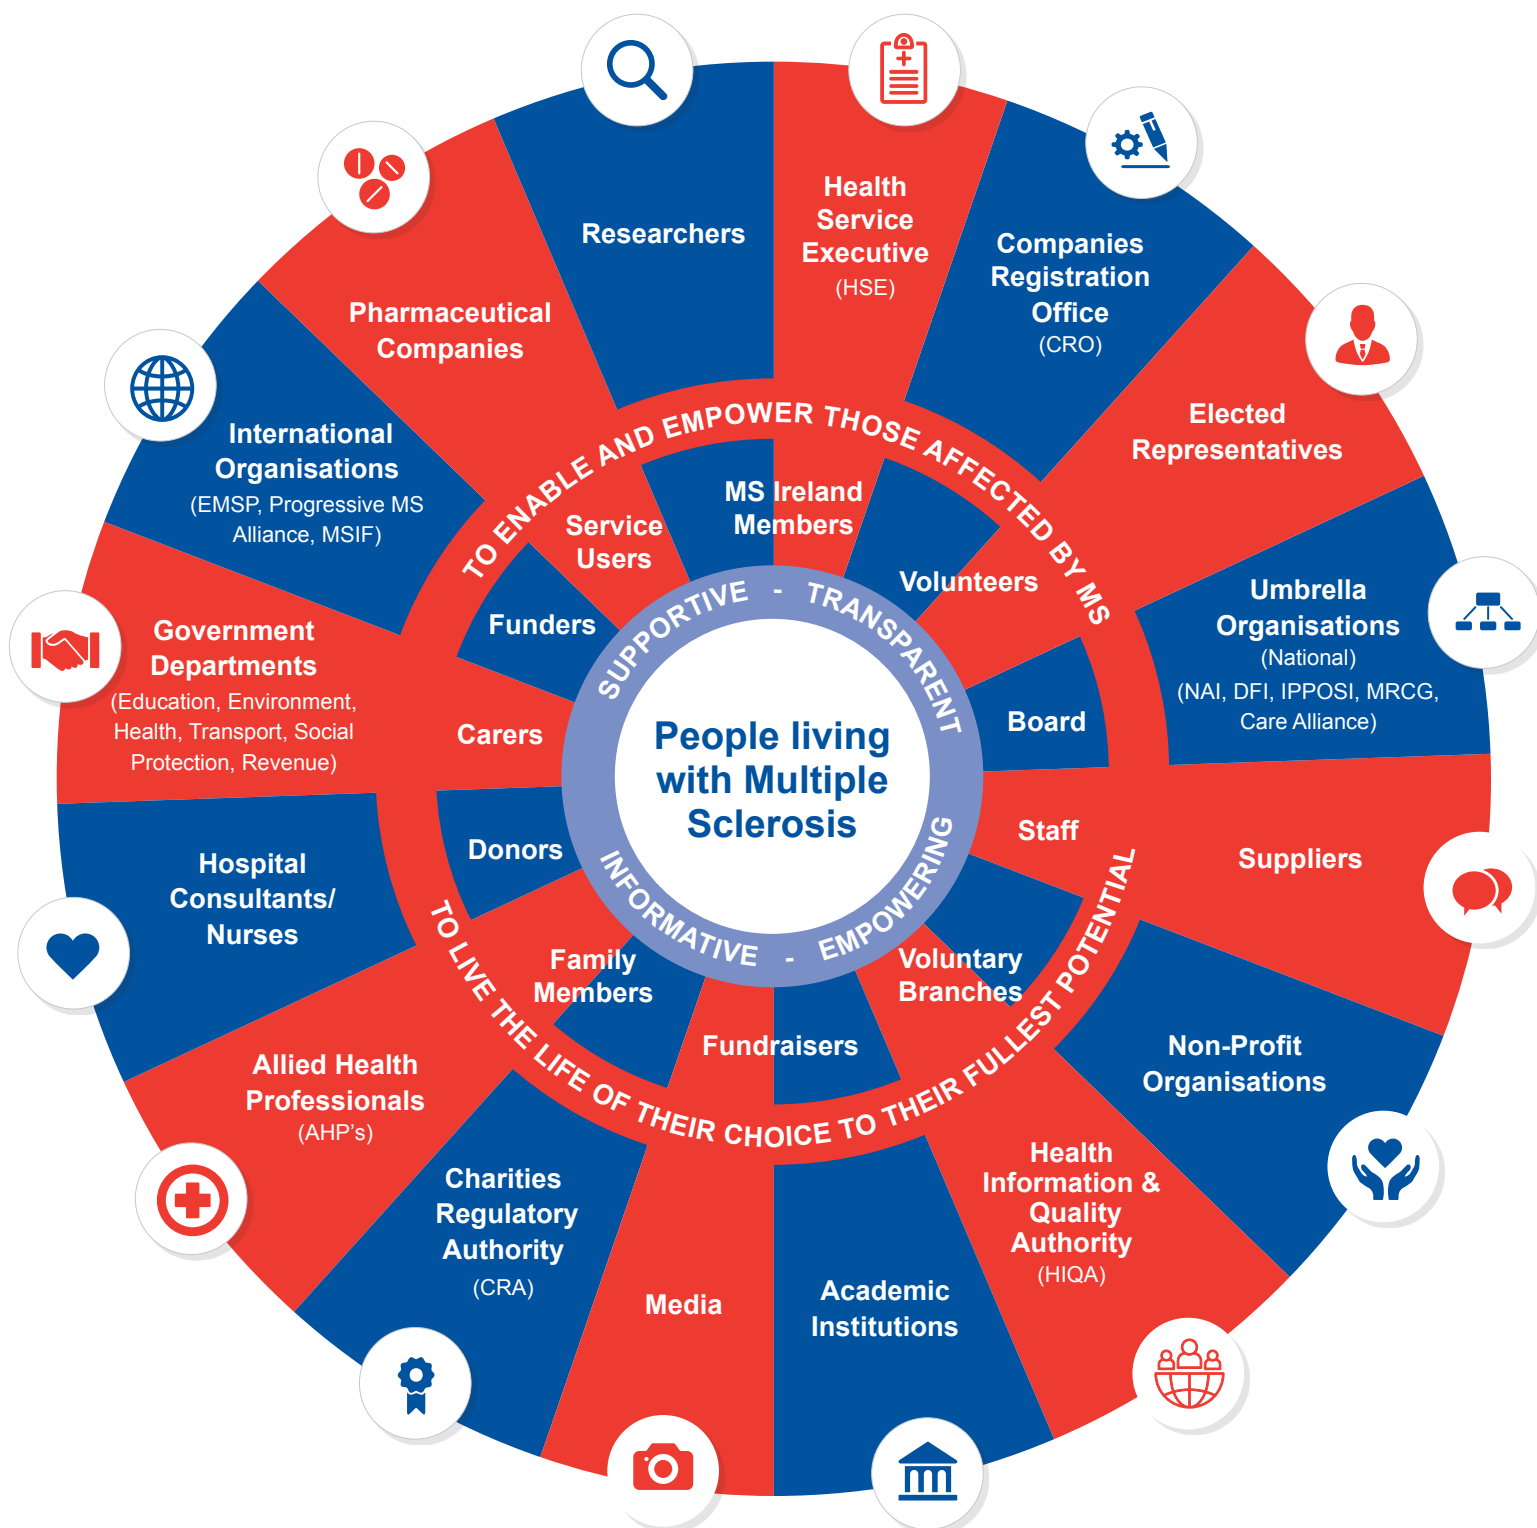 Researchers
Health
Service
Executive
(HSE)
Companies
Registration
Office
(CRO)
Elected
Representatives
Umbrella
Organisations
(National)
(NAI, DFI, IPPOSI, MRCG,
Care Alliance)
Suppliers
Non-Profit
Organisations
Health
Information &
Quality
Authority
(HIQA)
Academic
Institutions
Media
Charities
Regulatory
Authority
(CRA)
Allied Health
Professionals
(AHP's)
Hospital
Consultants/
Nurses
Government
Departments
(Education, Environment,
Health, Transport, Social
Protection, Revenue)
International
Organisations
(EMSP, Progressive MS
Alliance, MSIF)
Pharmaceutical
Companies
TO ENABLE AND EMPOWER THOSE AFFECTED BY MS
TO LIVE THE LIFE OF THEIR CHOICE TO THEIR FULLEST POTENTIAL
MS Ireland
Members
Volunteers
Board
Staff
Voluntary
Branches
Fundraisers
Family
Members
Donors
Carers
Funders
Service
Users
SUPPORTIVE - TRANSPARENT
INFORMATIVE - EMPOWERING
People living
with Multiple
Sclerosis